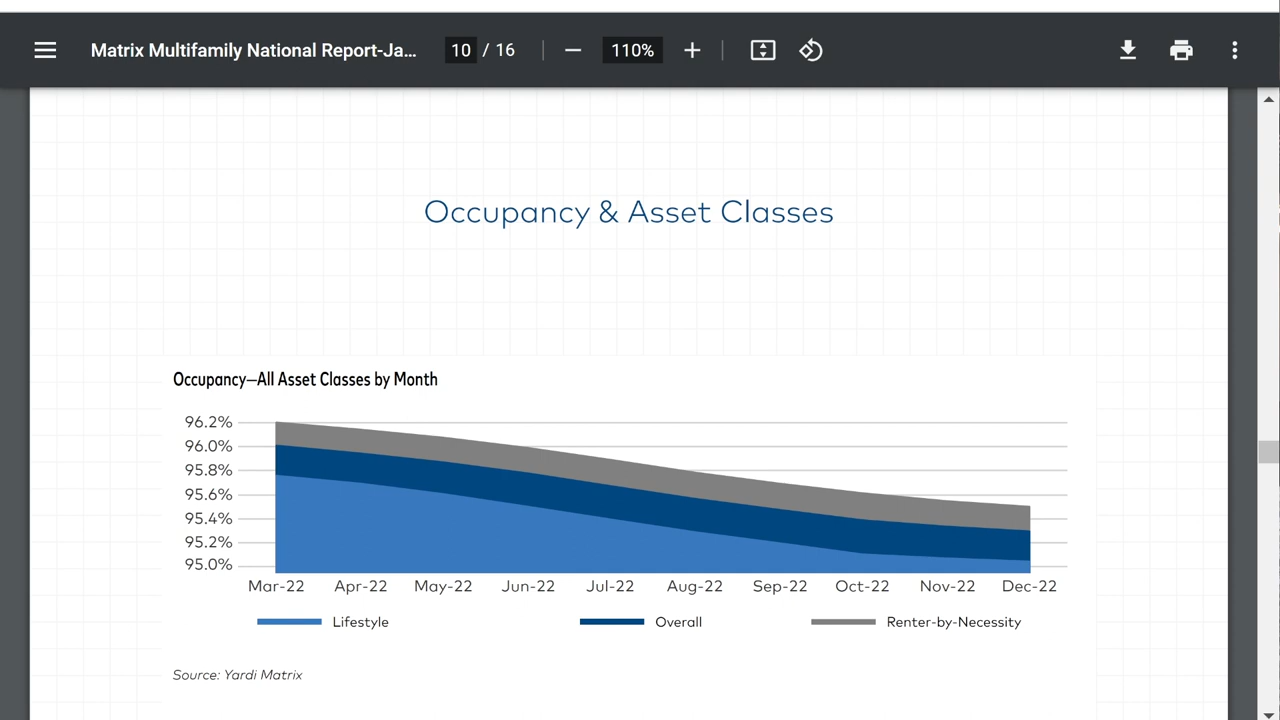 Matrix Multifamily National Report-Ja... 10 / 16 110%
Occupancy & Asset Classes
Occupancy—All Asset Classes by Month
96.2%
96.0%
95.8%
95.6%
95.4%
95.2%
95.0%
Mar-22 Apr-22 May-22 Jun-22 Jul-22 Aug-22 Sep-22 Oct-22 Nov-22 Dec-22
Lifestyle Overall Renter-by-Necessity
Source: Yardi Matrix